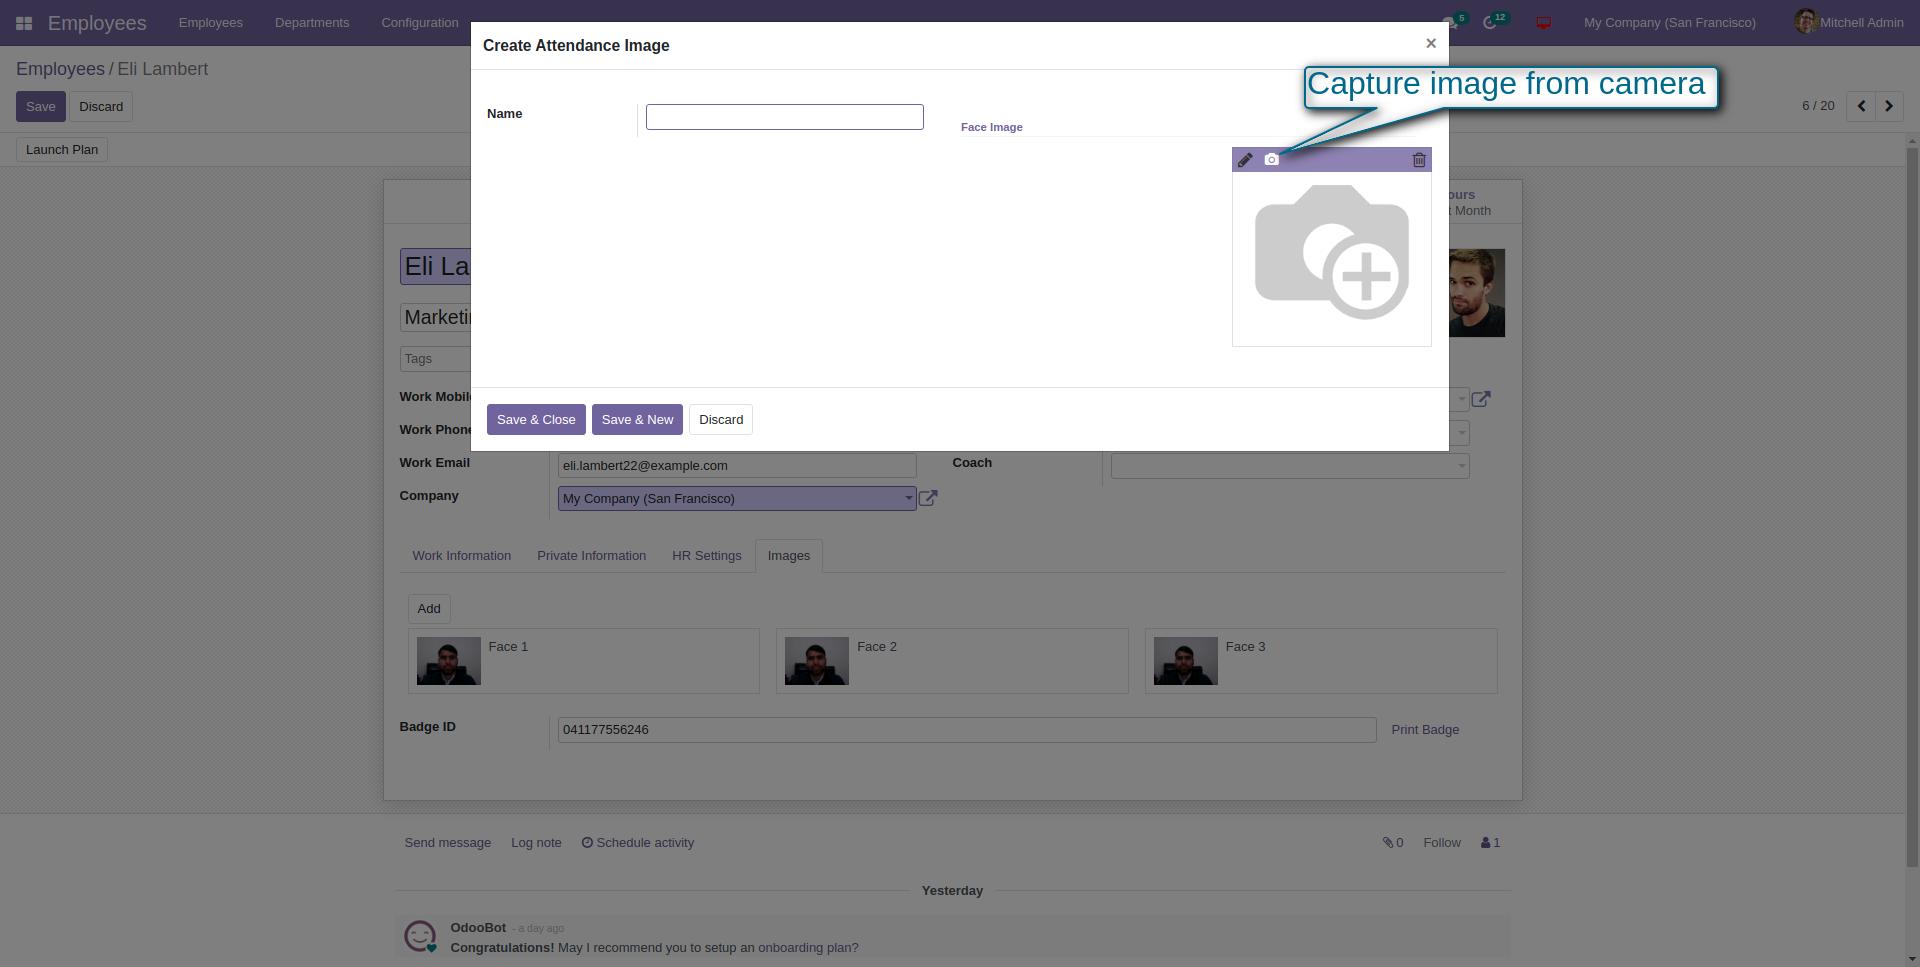 Employees Employees Departments Configuration 5 12 My Company (San Francisco) Mitchell Admin
Create Attendance Image ×
Employees / Eli Lambert
Capture image from camera
Save Discard 6 / 20
Name
Face Image
Launch Plan
ours
t Month
Eli La
Marketi
Tags
Work Mobile
Save & Close Save & New Discard
Work Phone
Work Email eli.lambert22@example.com Coach
Company My Company (San Francisco)
Work Information Private Information HR Settings Images
Add
Face 1 Face 2 Face 3
Badge ID 041177556246 Print Badge
Send message Log note Schedule activity 0 Follow 1
Yesterday
OdooBot - a day ago
Congratulations! May I recommend you to setup an onboarding plan?